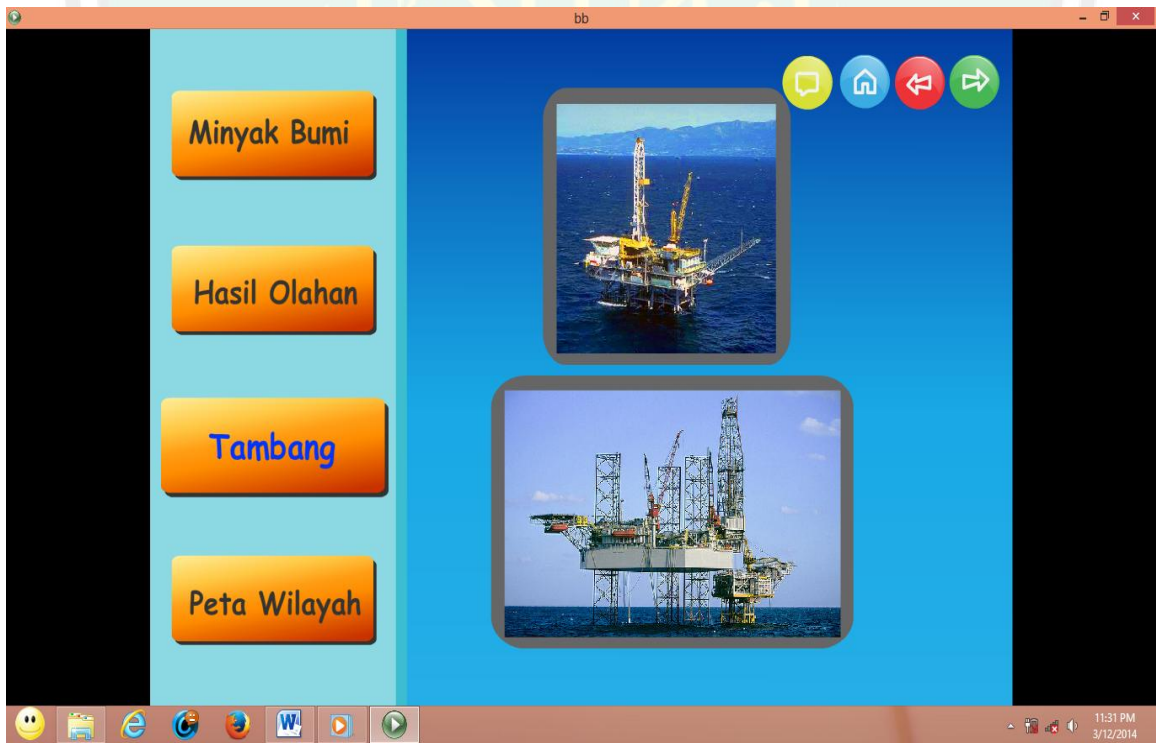 bb
Minyak Bumi
Hasil Olahan
Tambang
Peta Wilayah
11:31 PM
3/12/2014